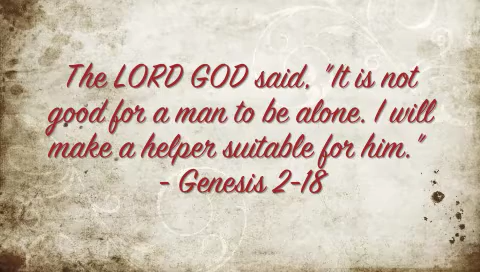 The LORD GOD said, "It is not
good for a man to be alone. I will
make a helper suitable for him."
- Genesis 2-18